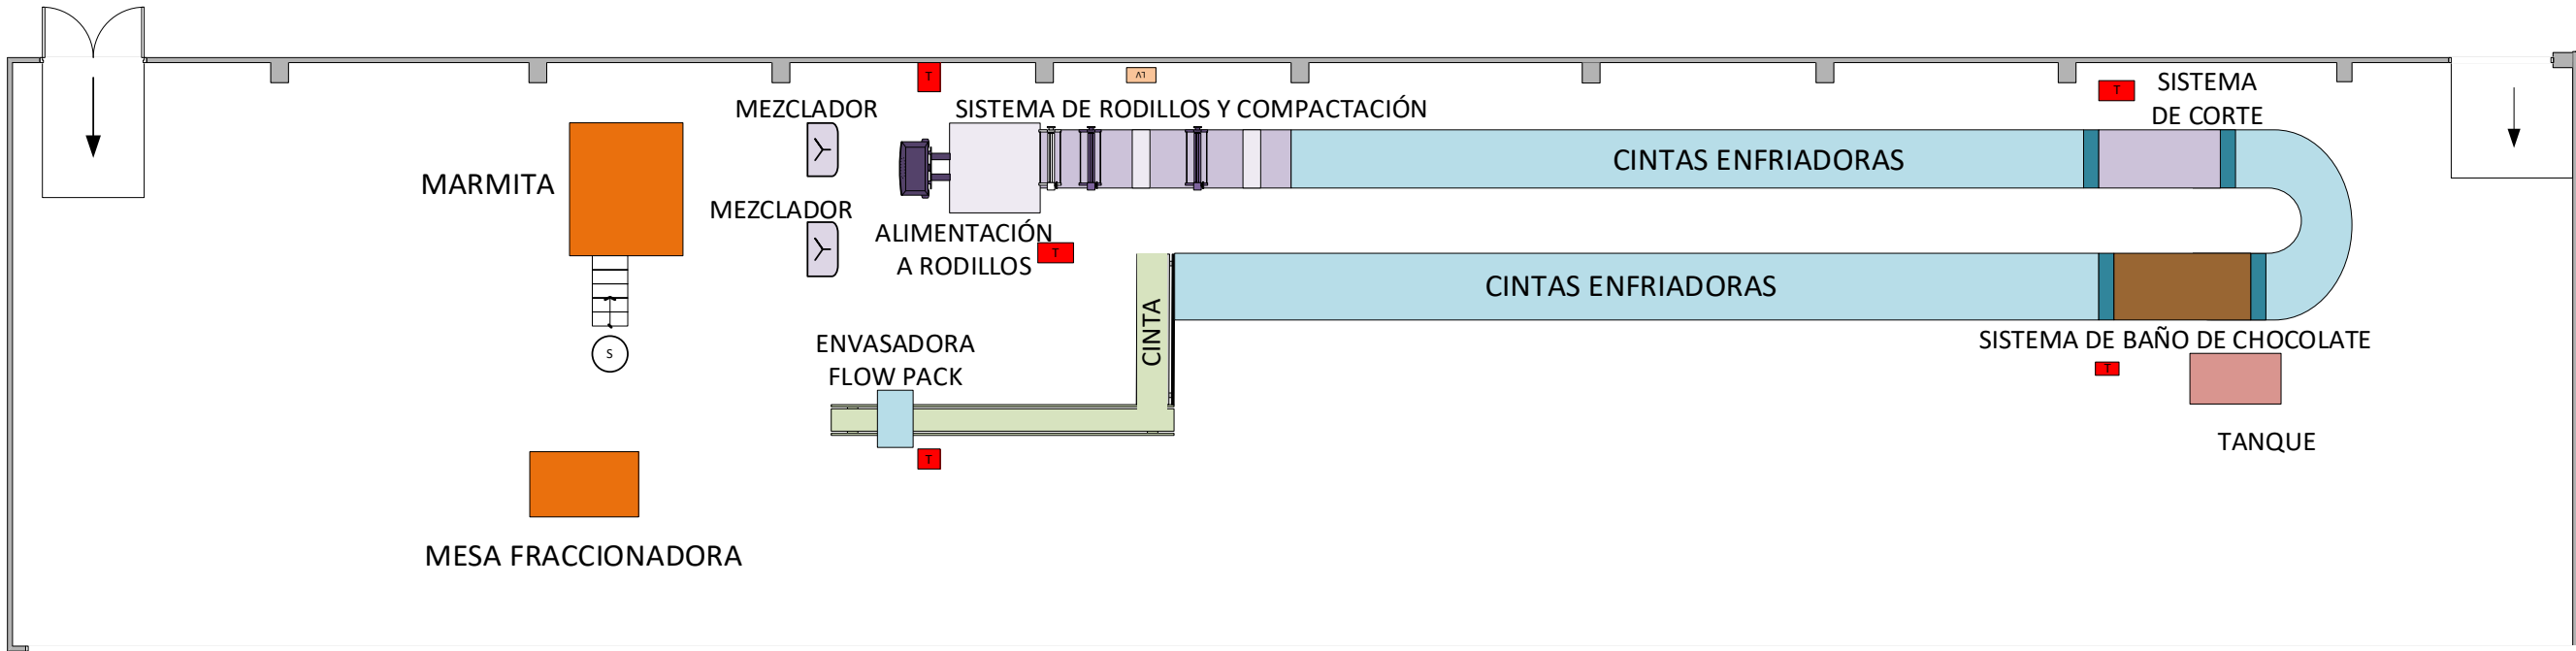 T
LV
T
SISTEMA
DE CORTE
MEZCLADOR
SISTEMA DE RODILLOS Y COMPACTACIÓN
CINTAS ENFRIADORAS
MARMITA
MEZCLADOR
ALIMENTACIÓN
A RODILLOS
T
CINTAS ENFRIADORAS
CINTA
S
ENVASADORA
FLOW PACK
SISTEMA DE BAÑO DE CHOCOLATE
T
TANQUE
T
MESA FRACCIONADORA